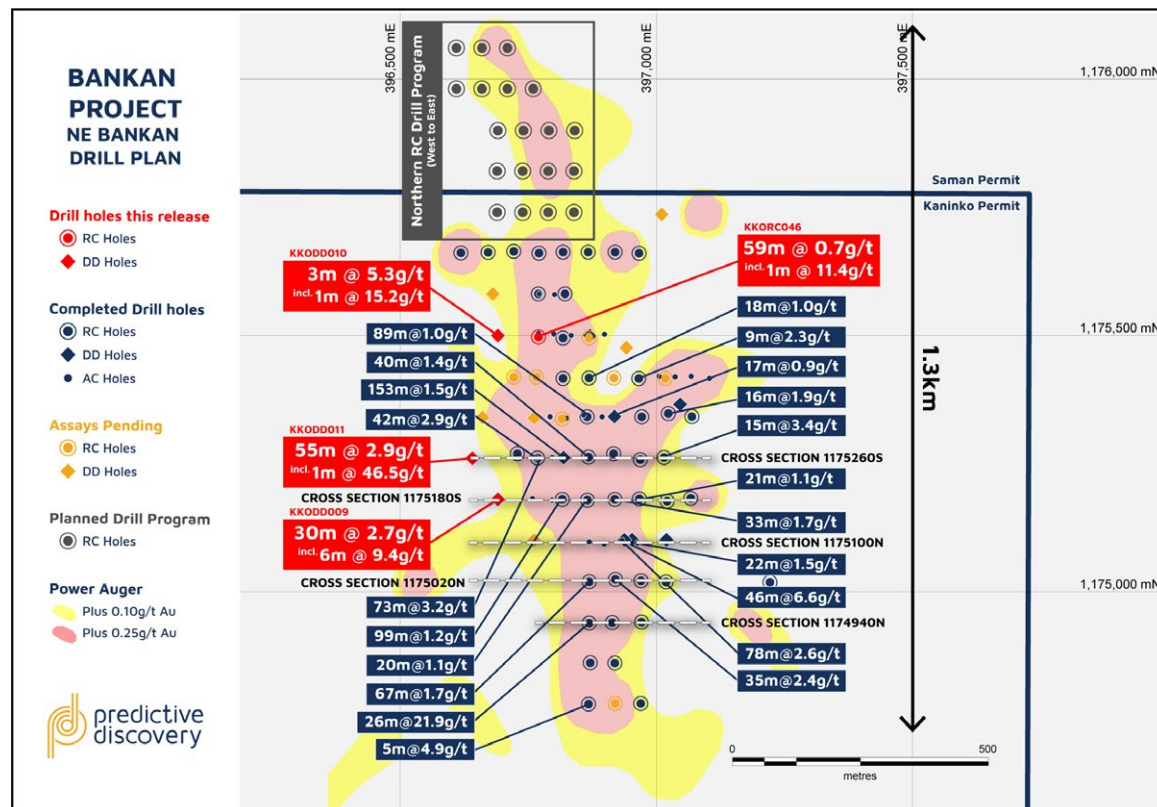 BANKAN
PROJECT
NE BANKAN
DRILL PLAN
Drill holes this release
RC Holes
DD Holes
Completed Drill holes
RC Holes
DD Holes
AC Holes
Assays Pending
RC Holes
DD Holes
Planned Drill Program
RC Holes
Power Auger
Plus 0.10g/t Au
Plus 0.25g/t Au
predictive
discovery
396,500 mE
397,000 mE
397,500 mE
1,176,000 mN
1,175,500 mN
1,175,000 mN
Northern RC Drill Program
(West to East)
Saman Permit
Kaninko Permit
1.3km
KKODD010
3m @ 5.3g/t
incl. 1m @ 15.2g/t
KKORC046
59m @ 0.7g/t
incl. 1m @ 11.4g/t
89m@1.0g/t
40m@1.4g/t
153m@1.5g/t
42m@2.9g/t
KKODD011
55m @ 2.9g/t
incl. 1m @ 46.5g/t
CROSS SECTION 1175180S
KKODD009
30m @ 2.7g/t
incl. 6m @ 9.4g/t
CROSS SECTION 1175020N
73m@3.2g/t
99m@1.2g/t
20m@1.1g/t
67m@1.7g/t
26m@21.9g/t
5m@4.9g/t
18m@1.0g/t
9m@2.3g/t
17m@0.9g/t
16m@1.9g/t
15m@3.4g/t
CROSS SECTION 1175260S
21m@1.1g/t
33m@1.7g/t
CROSS SECTION 1175100N
22m@1.5g/t
46m@6.6g/t
CROSS SECTION 1174940N
78m@2.6g/t
35m@2.4g/t
0
500
metres